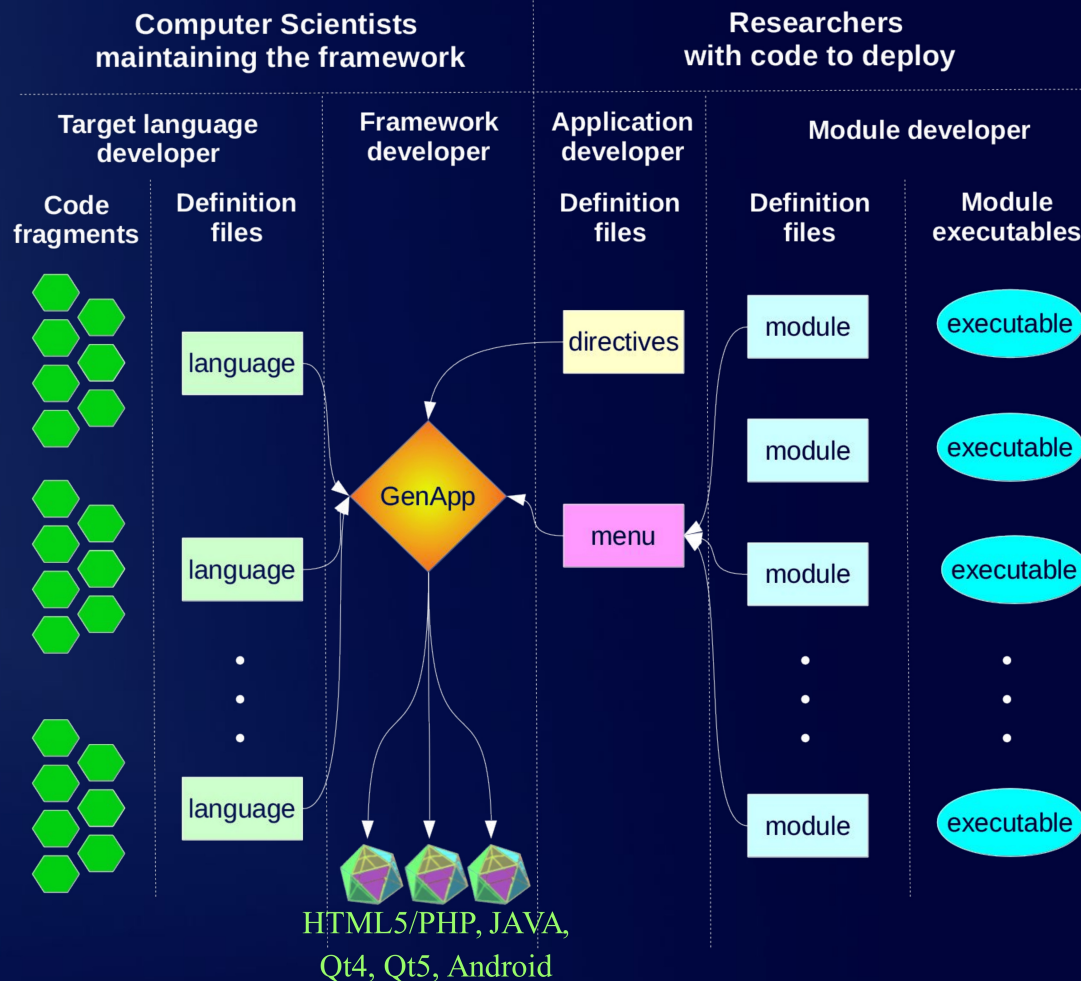 Computer Scientists
maintaining the framework
Researchers
with code to deploy
Target language
developer
Framework
developer
Application
developer
Module developer
Code
fragments
Definition
files
Definition
files
Definition
files
Module
executables
language
language
language
GenApp
directives
menu
module
module
module
module
executable
executable
executable
executable
HTML5/PHP, JAVA,
Qt4, Qt5, Android